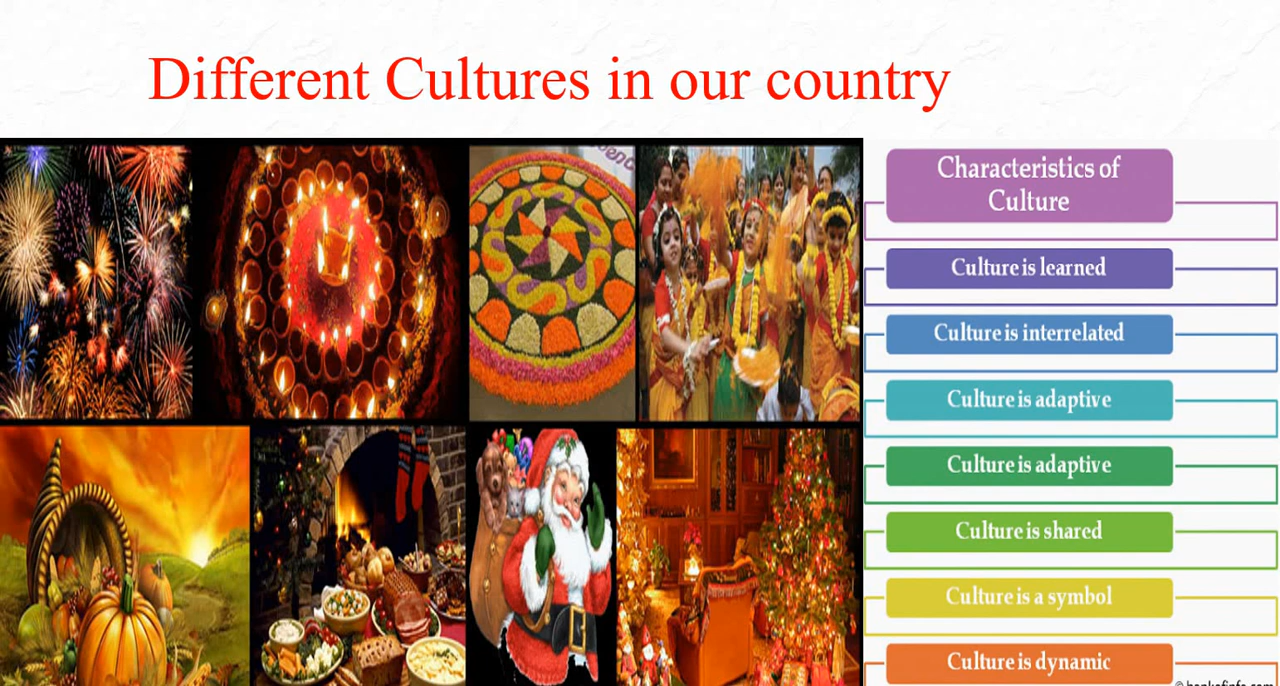 Different Cultures in our country
Characteristics of
Culture
Culture is learned
Culture is interrelated
Culture is adaptive
Culture is adaptive
Culture is shared
Culture is a symbol
Culture is dynamic